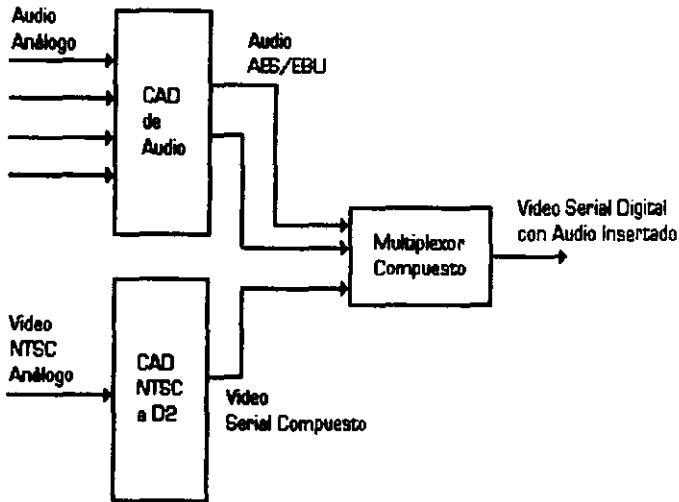 Audio
Análogo
Audio
AES/EBU
CAD
de
Audio
Multiplexor
Compuesto
Video Serial Digital
con Audio Insertado
Video
NTSC
Análogo
CAD
NTSC
a D2
Video
Serial Compuesto